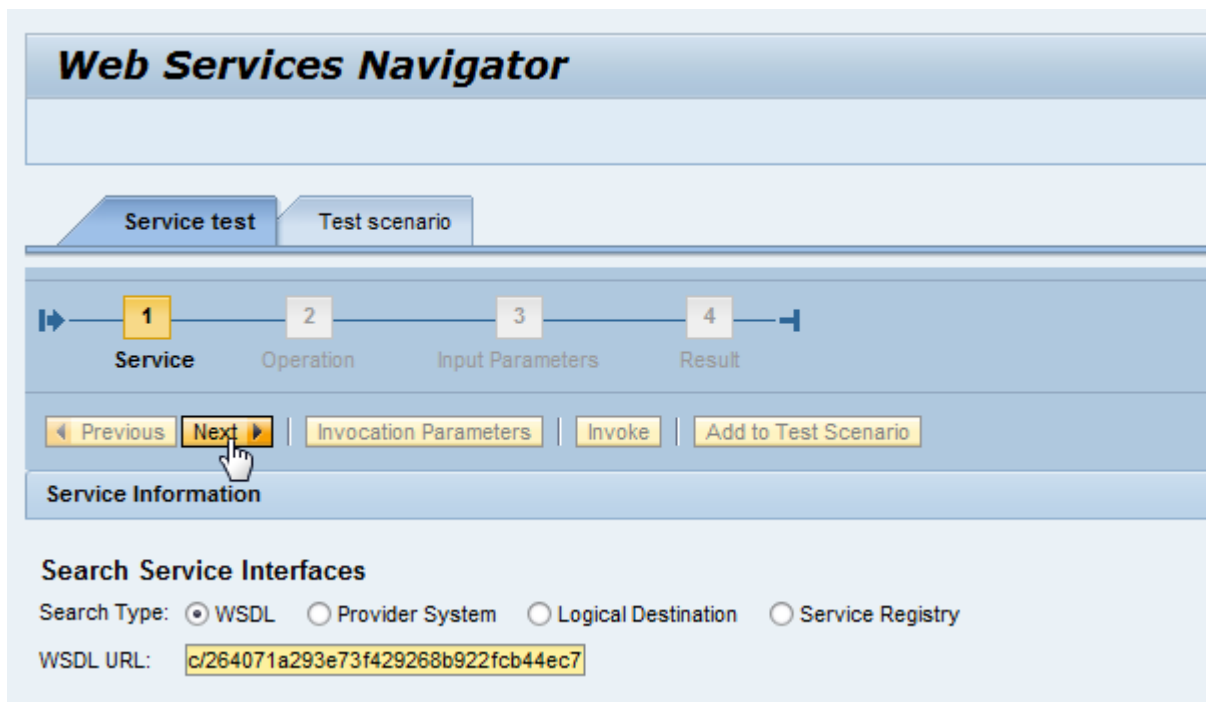 Web Services Navigator
Service test Test scenario
1 2 3 4
Service Operation Input Parameters Result
Previous Next Invocation Parameters Invoke Add to Test Scenario
Service Information
Search Service Interfaces
Search Type: WSDL Provider System Logical Destination Service Registry
WSDL URL: c/264071a293e73f429268b922fcb44ec7